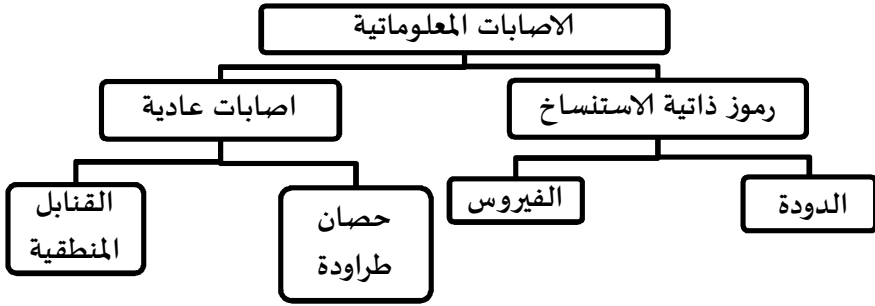 الاصابات المعلوماتية
رموز ذاتية الاستنساخ
اصابات عادية
الدودة
الفيروس
حصان
طراودة
القنابل
المنطقية